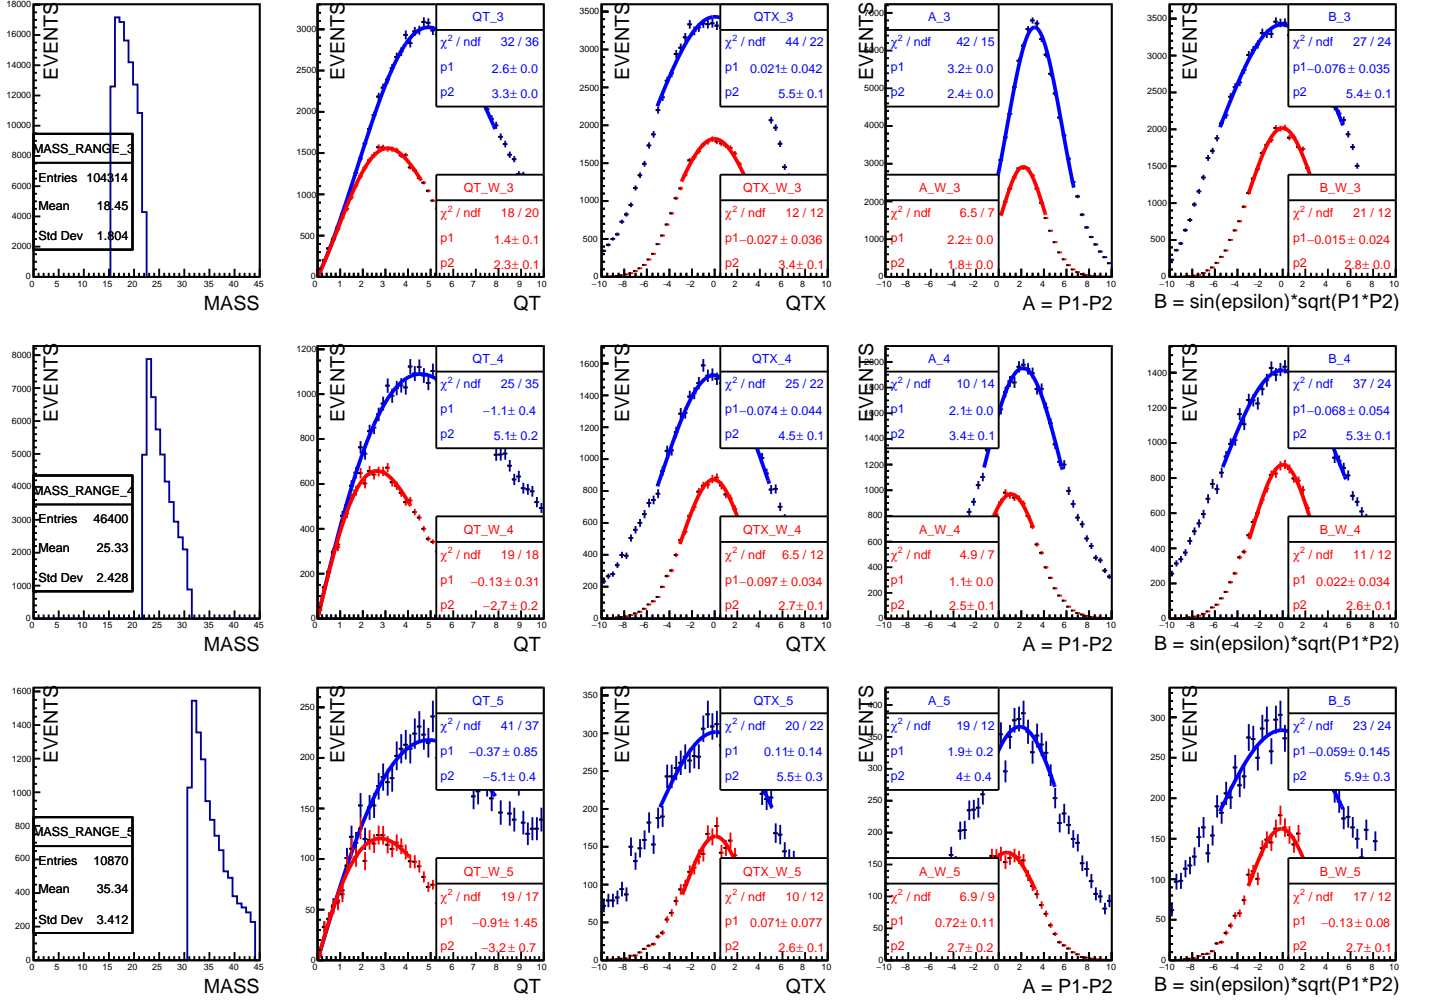 EVENTS
MASS_RANGE_3
Entries 104314
Mean 18.45
Std Dev 1.804
MASS
EVENTS
QT_3
χ² / ndf 32 / 36
p1 2.6± 0.0
p2 3.3± 0.0
QT_W_3
χ² / ndf 18 / 20
p1 1.4± 0.1
p2 2.3± 0.1
QT
EVENTS
QTX_3
χ² / ndf 44 / 22
p1 0.021± 0.042
p2 5.5± 0.1
QTX_W_3
χ² / ndf 12 / 12
p1 −0.027± 0.036
p2 3.4± 0.1
QTX
EVENTS
A_3
χ² / ndf 42 / 15
p1 3.2± 0.0
p2 2.4± 0.0
A_W_3
χ² / ndf 6.5 / 7
p1 2.2± 0.0
p2 1.8± 0.0
A = P1-P2
EVENTS
B_3
χ² / ndf 27 / 24
p1 −0.076± 0.035
p2 5.4± 0.1
B_W_3
χ² / ndf 21 / 12
p1 −0.015± 0.024
p2 2.8± 0.0
B = sin(epsilon)*sqrt(P1*P2)
EVENTS
MASS_RANGE_4
Entries 46400
Mean 25.33
Std Dev 2.428
MASS
EVENTS
QT_4
χ² / ndf 25 / 35
p1 −1.1± 0.4
p2 5.1± 0.2
QT_W_4
χ² / ndf 19 / 18
p1 −0.13± 0.31
p2 −2.7± 0.2
QT
EVENTS
QTX_4
χ² / ndf 25 / 22
p1 −0.074± 0.044
p2 4.5± 0.1
QTX_W_4
χ² / ndf 6.5 / 12
p1 −0.097± 0.034
p2 2.7± 0.1
QTX
EVENTS
A_4
χ² / ndf 10 / 14
p1 2.1± 0.0
p2 3.4± 0.1
A_W_4
χ² / ndf 4.9 / 7
p1 1.1± 0.0
p2 2.5± 0.1
A = P1-P2
EVENTS
B_4
χ² / ndf 37 / 24
p1 −0.068± 0.054
p2 5.3± 0.1
B_W_4
χ² / ndf 11 / 12
p1 0.022± 0.034
p2 2.6± 0.1
B = sin(epsilon)*sqrt(P1*P2)
EVENTS
MASS_RANGE_5
Entries 10870
Mean 35.34
Std Dev 3.412
MASS
EVENTS
QT_5
χ² / ndf 41 / 37
p1 −0.37± 0.85
p2 −5.1± 0.4
QT_W_5
χ² / ndf 19 / 17
p1 −0.91± 1.45
p2 −3.2± 0.7
QT
EVENTS
QTX_5
χ² / ndf 20 / 22
p1 0.11± 0.14
p2 5.5± 0.3
QTX_W_5
χ² / ndf 10 / 12
p1 0.071± 0.077
p2 2.6± 0.1
QTX
EVENTS
A_5
χ² / ndf 19 / 12
p1 1.9± 0.2
p2 4± 0.4
A_W_5
χ² / ndf 6.9 / 9
p1 0.72± 0.11
p2 2.7± 0.2
A = P1-P2
EVENTS
B_5
χ² / ndf 23 / 24
p1 −0.059± 0.145
p2 5.9± 0.3
B_W_5
χ² / ndf 17 / 12
p1 −0.13± 0.08
p2 2.7± 0.1
B = sin(epsilon)*sqrt(P1*P2)